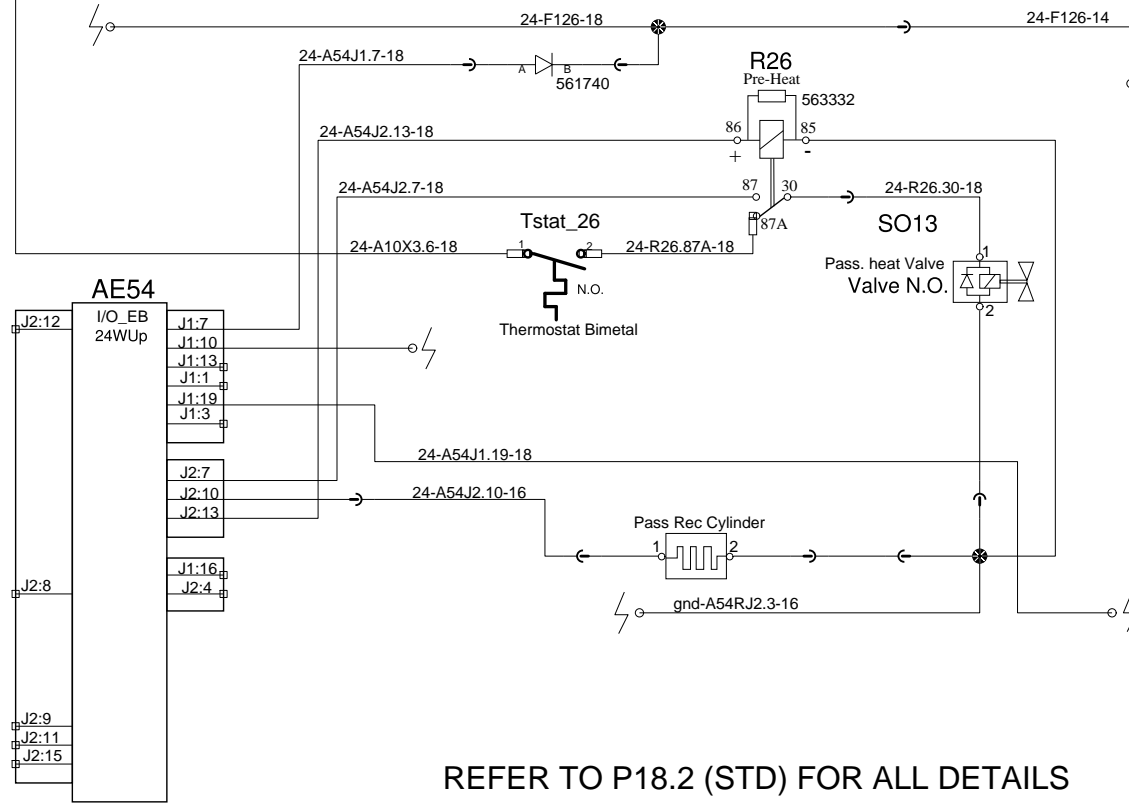 24-F126-18
24-F126-14
24-A54J1.7-18
A
B
561740
R26
Pre-Heat
563332
24-A54J2.13-18
86
85
+
-
24-A54J2.7-18
87
30
24-R26.30-18
87A
Tstat_26
SO13
24-A10X3.6-18
1
2
24-R26.87A-18
N.O.
Thermostat Bimetal
Pass. heat Valve
Valve N.O.
1
2
AE54
I/O_EB
24WUp
J2:12
J1:7
J1:10
J1:13
J1:1
J1:19
J1:3
24-A54J1.19-18
J2:7
J2:10
J2:13
24-A54J2.10-16
Pass Rec Cylinder
1
2
J1:16
J2:4
J2:8
gnd-A54RJ2.3-16
J2:9
J2:11
J2:15
REFER TO P18.2 (STD) FOR ALL DETAILS